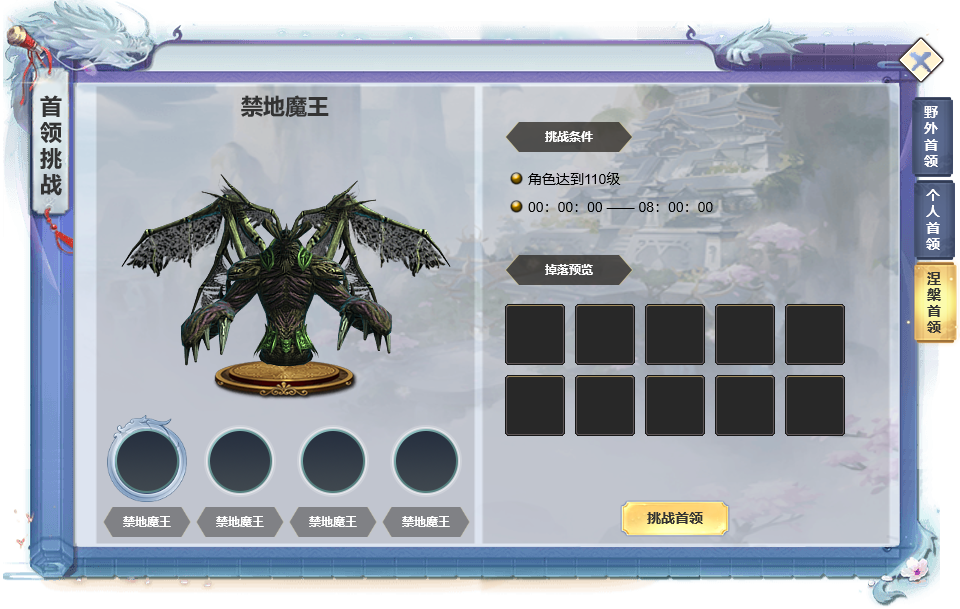 首领挑战
禁地魔王
挑战条件
角色达到110级
00：00：00 —— 08：00：00
掉落预览
禁地魔王
禁地魔王
禁地魔王
禁地魔王
挑战首领
野外首领
个人首领
涅槃首领